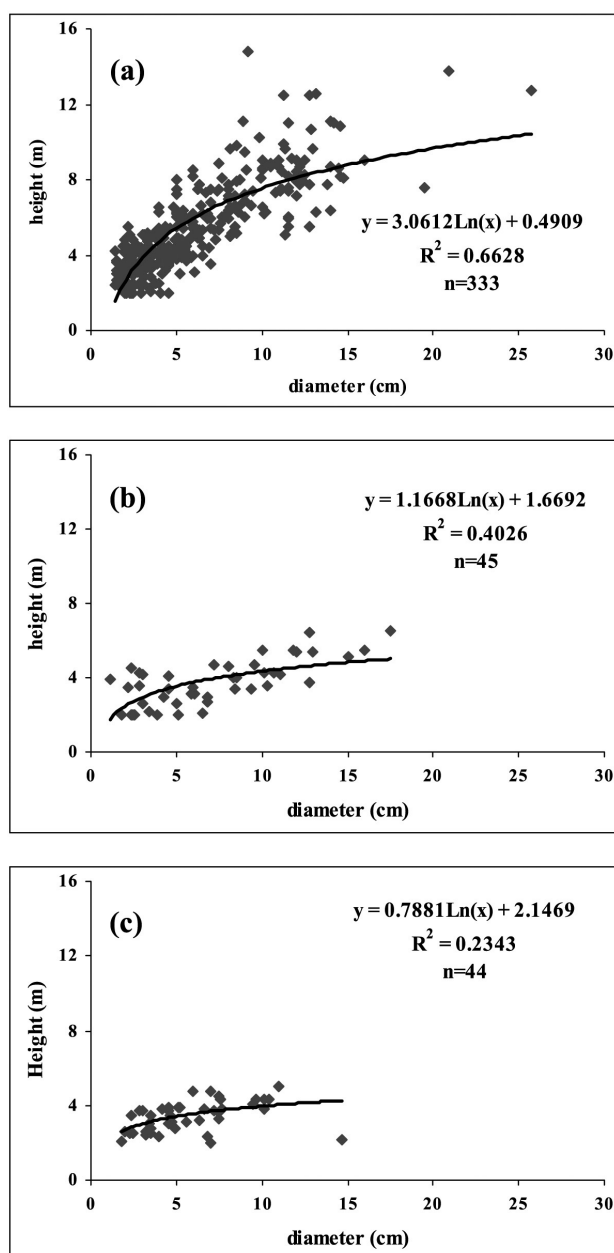 16
(a)
12
height (m)
8
y = 3.0612Ln(x) + 0.4909
R² = 0.6628
4
n=333
0
0 5 10 15 20 25 30
diameter (cm)
16
(b)
y = 1.1668Ln(x) + 1.6692
R² = 0.4026
12
n=45
height (m)
8
4
0
0 5 10 15 20 25 30
diameter (cm)
16
y = 0.7881Ln(x) + 2.1469
(c)
R² = 0.2343
12
n=44
Height (m)
8
4
0
0 5 10 15 20 25 30
diameter (cm)